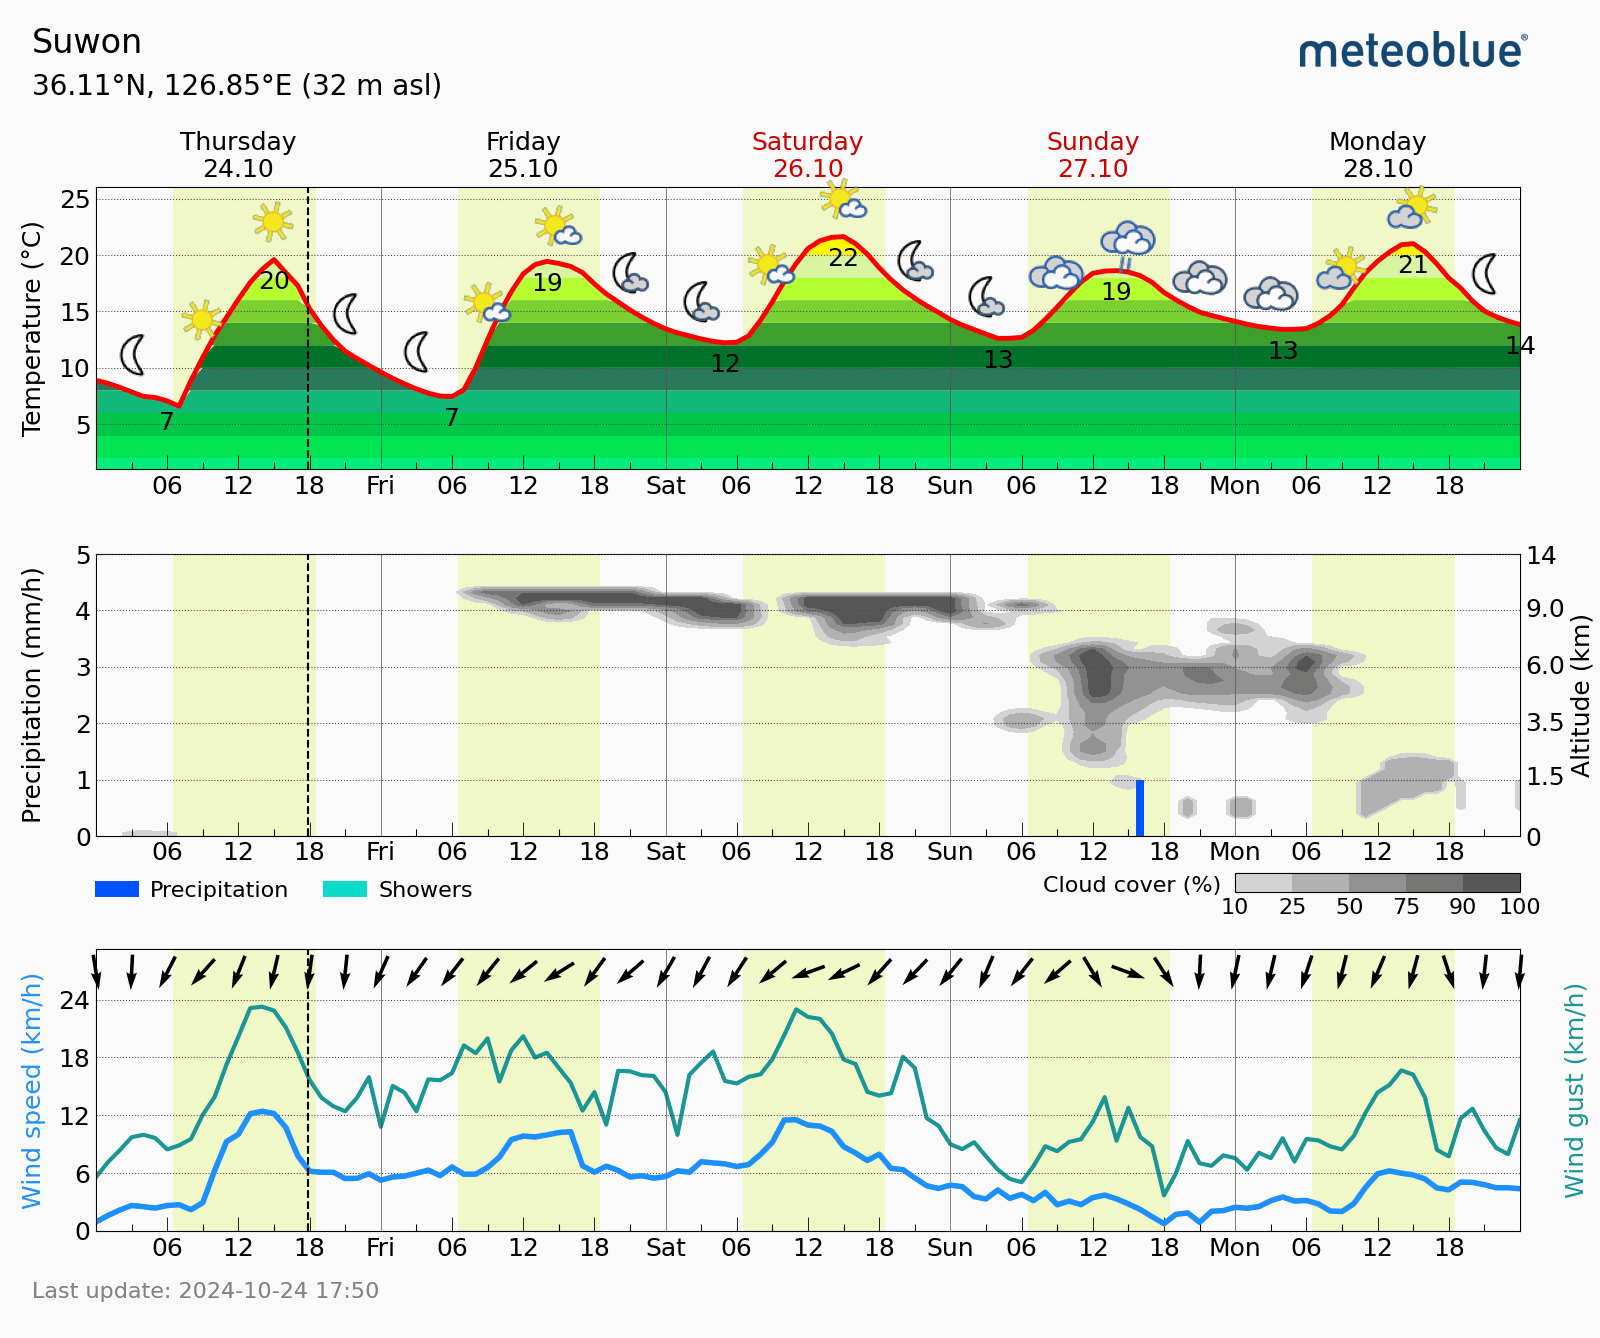 Suwon
36.11°N, 126.85°E (32 m asl)
meteoblue®
Thursday Friday Saturday Sunday Monday
24.10 25.10 26.10 27.10 28.10
Temperature (°C)
25
20
15
10
5
20 19 22 19 21
7 7 12 13 13 14
06 12 18 Fri 06 12 18 Sat 06 12 18 Sun 06 12 18 Mon 06 12 18
Precipitation (mm/h)
5
4
3
2
1
0
14
9.0
6.0
3.5
1.5
0
Altitude (km)
06 12 18 Fri 06 12 18 Sat 06 12 18 Sun 06 12 18 Mon 06 12 18
Precipitation Showers
Cloud cover (%)
10 25 50 75 90 100
Wind speed (km/h)
24
18
12
6
0
Wind gust (km/h)
06 12 18 Fri 06 12 18 Sat 06 12 18 Sun 06 12 18 Mon 06 12 18
Last update: 2024-10-24 17:50